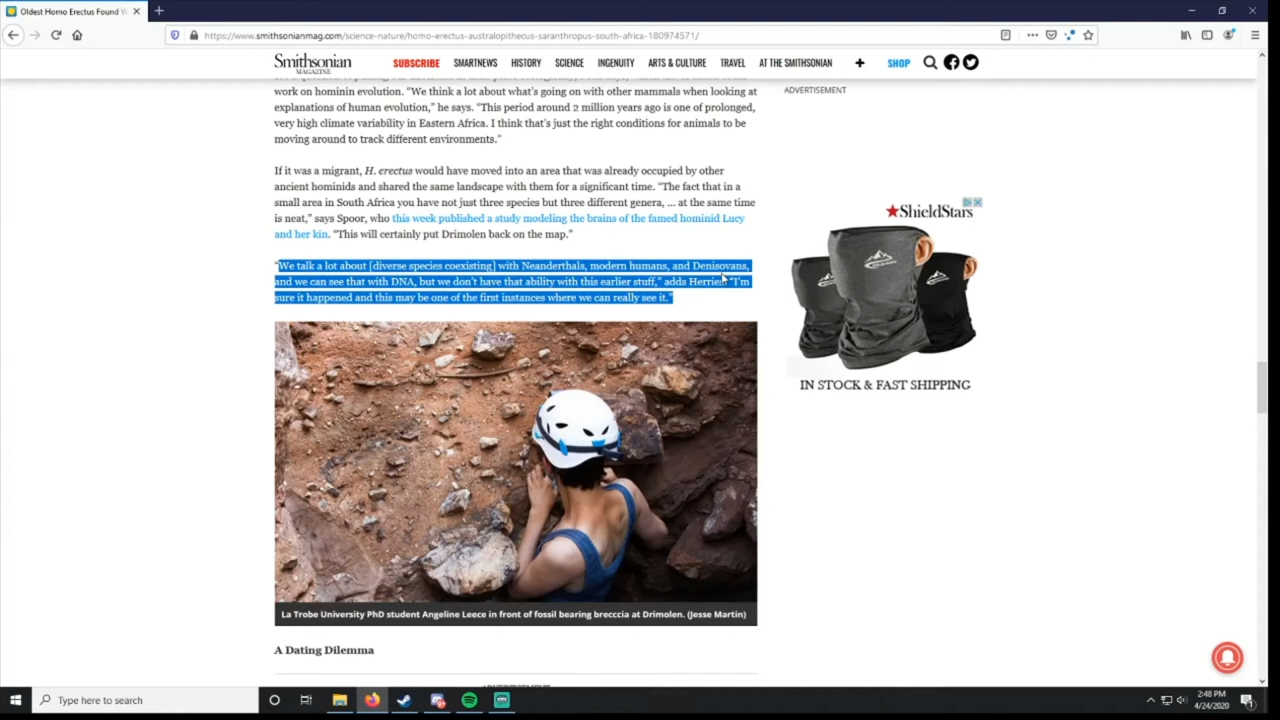 Oldest Homo Erectus Found
https://www.smithsonianmag.com/science-nature/homo-erectus-australopithecus-saranthropus-south-africa-180974571/
Smithsonian
MAGAZINE
SUBSCRIBE SMARTNEWS HISTORY SCIENCE INGENUITY ARTS & CULTURE TRAVEL AT THE SMITHSONIAN SHOP
work on hominin evolution. “We think a lot about what’s going on with other mammals when looking at
explanations of human evolution,” he says. “This period around 2 million years ago is one of prolonged,
very high climate variability in Eastern Africa. I think that’s just the right conditions for animals to be
moving around to track different environments.”
If it was a migrant, H. erectus would have moved into an area that was already occupied by other
ancient hominids and shared the same landscape with them for a significant time. “The fact that in a
small area in South Africa you have not just three species but three different genera, ... at the same time
is neat,” says Spoor, who this week published a study modeling the brains of the famed hominid Lucy
and her kin. “This will certainly put Drimolen back on the map.”
“We talk a lot about [diverse species coexisting] with Neanderthals, modern humans, and Denisovans,
and we can see that with DNA, but we don’t have that ability with this earlier stuff,” adds Herries. “I’m
sure it happened and this may be one of the first instances where we can really see it.”
La Trobe University PhD student Angeline Leece in front of fossil bearing brecccia at Drimolen. (Jesse Martin)
A Dating Dilemma
ADVERTISEMENT
ShieldStars
IN STOCK & FAST SHIPPING
Type here to search
2:48 PM
4/24/2020